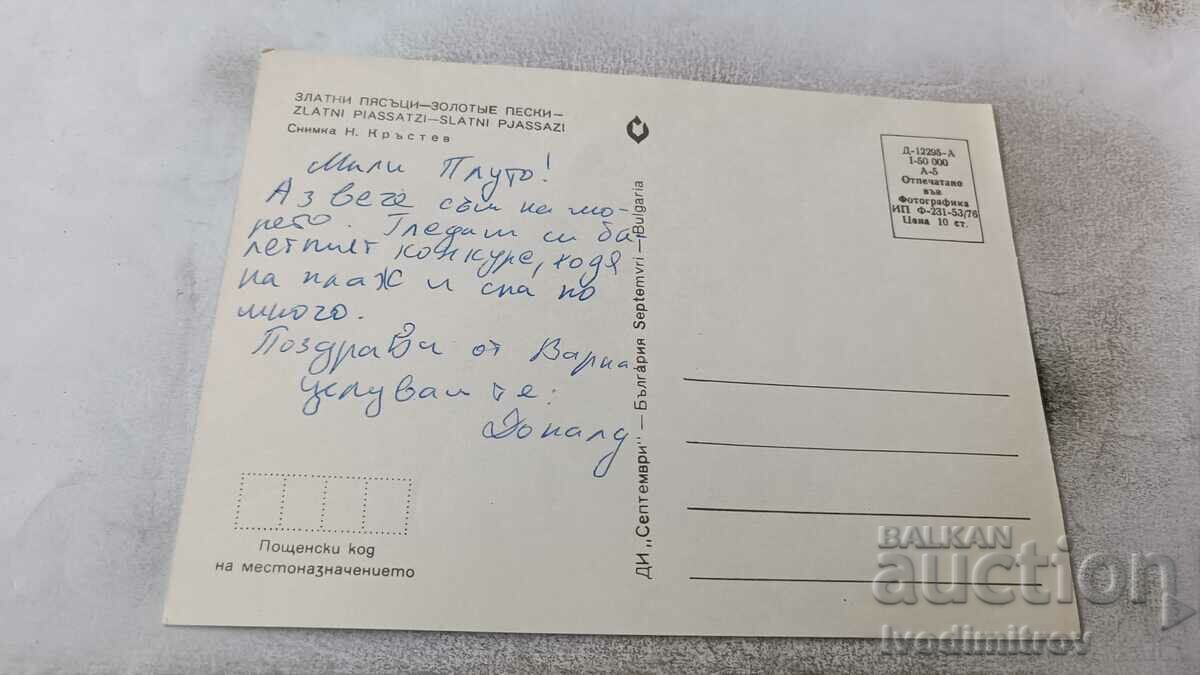 ЗЛАТНИ ПЯСЪЦИ—ЗОЛОТЫЕ ПЕСКИ—
ZLATNI PIASSATZI—SLATNI PJASSAZI
Снимка Н. Кръстев
Мили Плуто!
Аз вече съм на мо-
рето. Гледам си ба-
летният конкурс, ходя
на плаж и спа по
много.
Поздрави от Варна
Целувам те:
Доналд
Пощенски код
на местоназначението
ДИ „Септември" — България Septemvri — Bulgaria
Д-12295-А
I-50 000
А-5
Отпечатано
във
Фотографика
ИП Ф-231-53/76
Цена 10 ст.
BALKAN
auction
Ivodimitrov